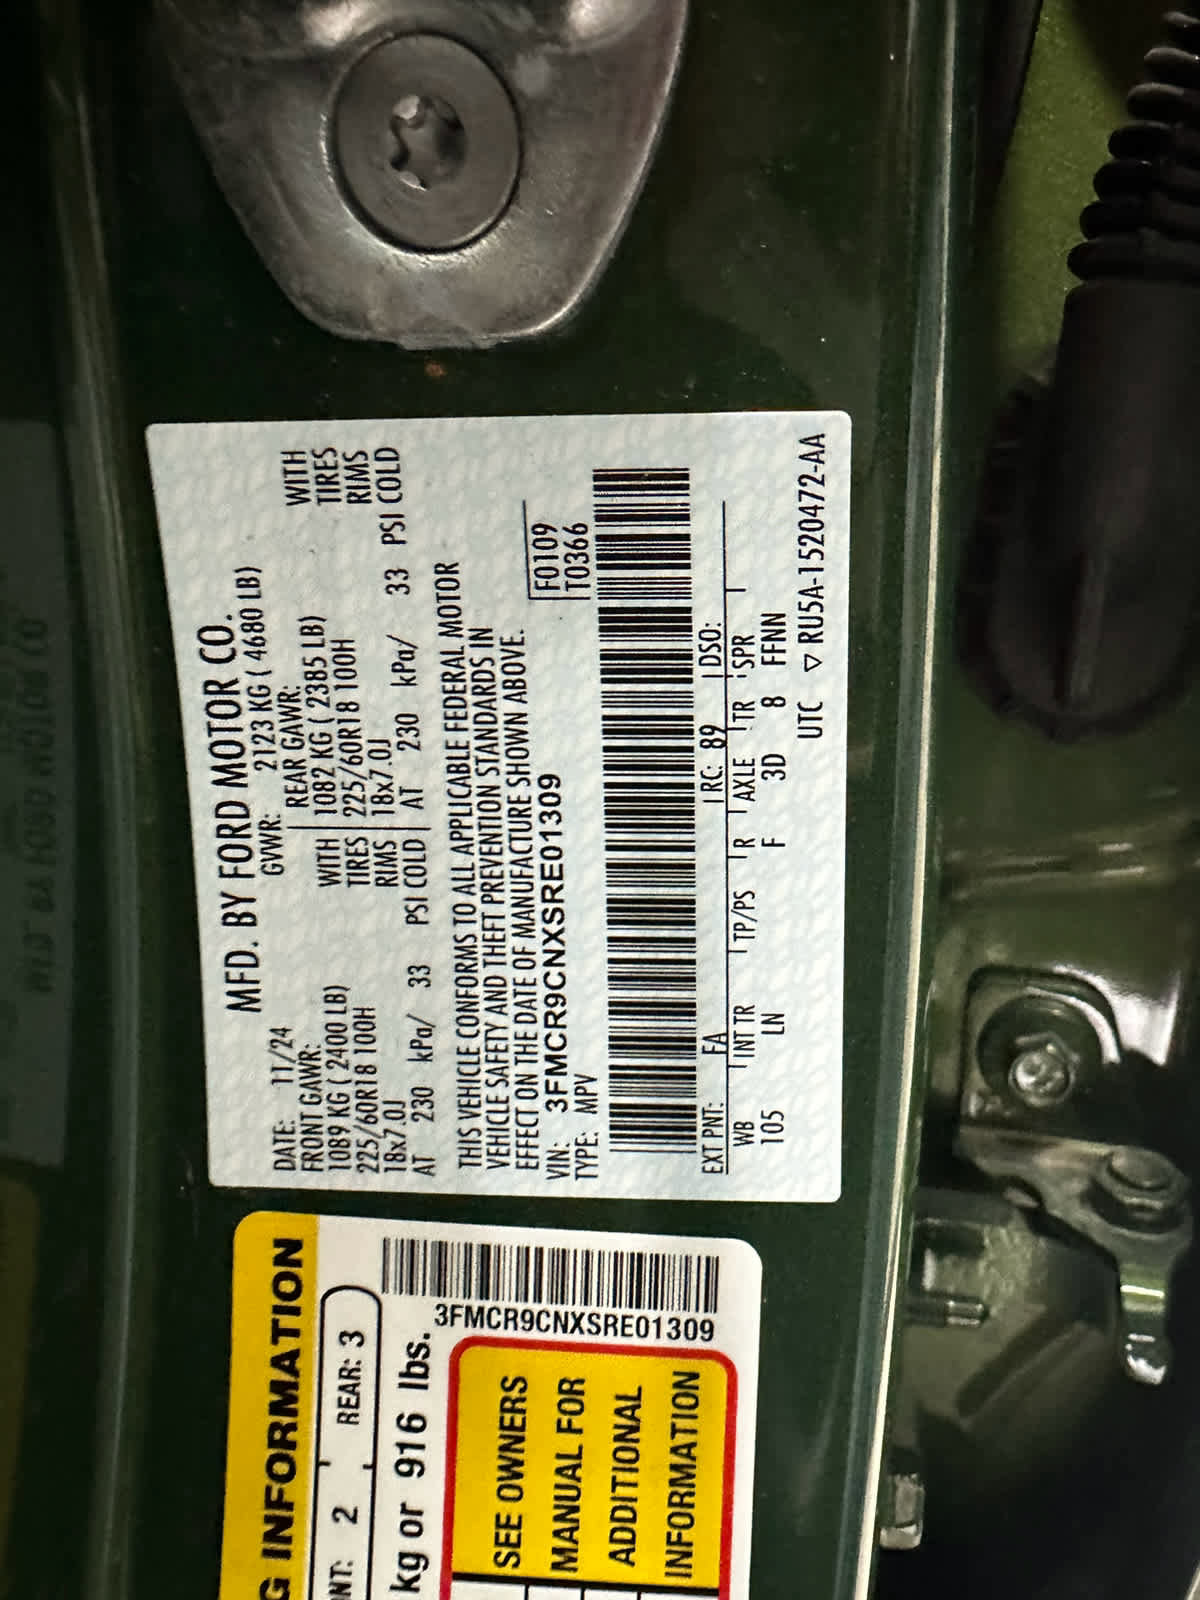 MFD. BY FORD MOTOR CO.
DATE: 11/24 GVWR: 2123 KG ( 4680 LB)
FRONT GAWR: REAR GAWR:
1089 KG ( 2400 LB) WITH 1082 KG ( 2385 LB) WITH
225/60R18 100H TIRES 225/60R18 100H TIRES
18x7.0J RIMS 18x7.0J RIMS
AT 230 kPa/ 33 PSI COLD AT 230 kPa/ 33 PSI COLD
THIS VEHICLE CONFORMS TO ALL APPLICABLE FEDERAL MOTOR
VEHICLE SAFETY AND THEFT PREVENTION STANDARDS IN
EFFECT ON THE DATE OF MANUFACTURE SHOWN ABOVE.
VIN: 3FMCR9CNXSRE01309 F0109
TYPE: MPV T0366
EXT PNT: FA RC: 89 DSO:
WB INT TR TP/PS R AXLE TR SPR
105 LN F 3D 8 FFNN
UTC ▽ RU5A-1520472-AA
G INFORMATION
NT: 2 REAR: 3
kg or 916 lbs.
3FMCR9CNXSRE01309
SEE OWNERS
MANUAL FOR
ADDITIONAL
INFORMATION